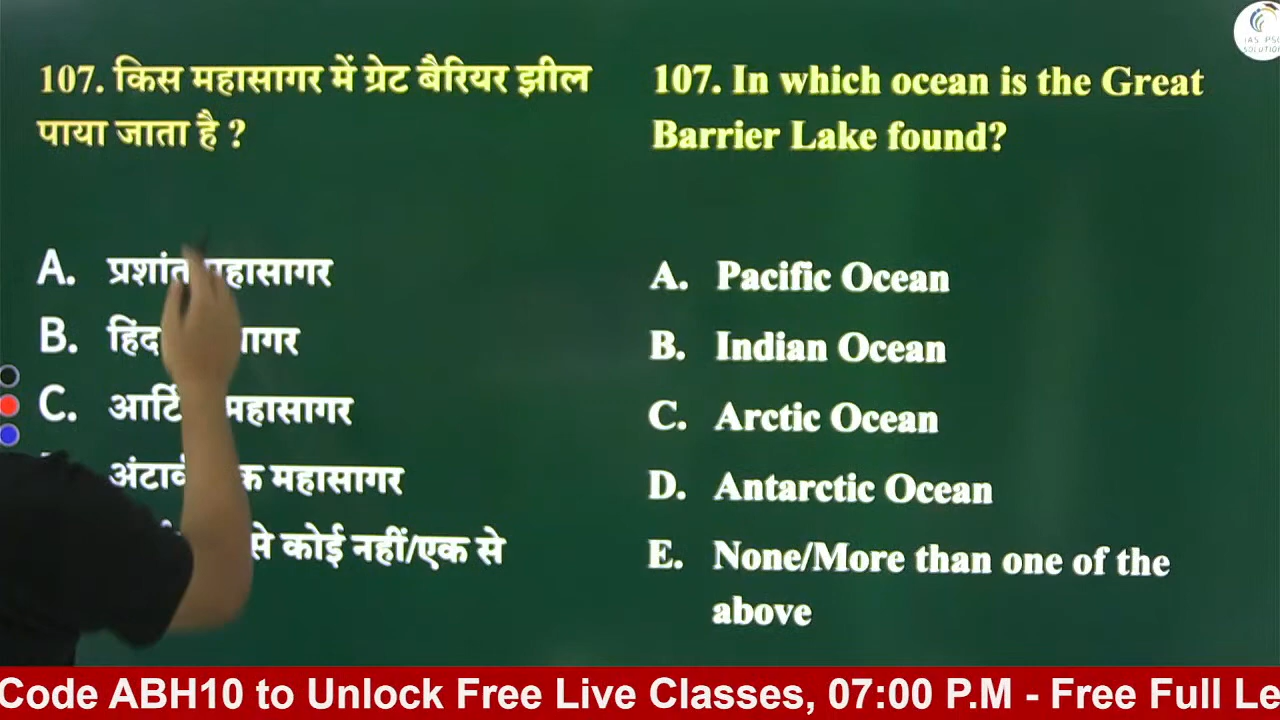 107. किस महासागर में ग्रेट बैरियर झील
पाया जाता है ?
A. प्रशांत महासागर
B. हिंद
C. महासागर
महासागर
से कोई नहीं/एक से
107. In which ocean is the Great
Barrier Lake found?
A. Pacific Ocean
B. Indian Ocean
C. Arctic Ocean
D. Antarctic Ocean
E. None/More than one of the
above
Code ABH10 to Unlock Free Live Classes, 07:00 P.M - Free Full Le